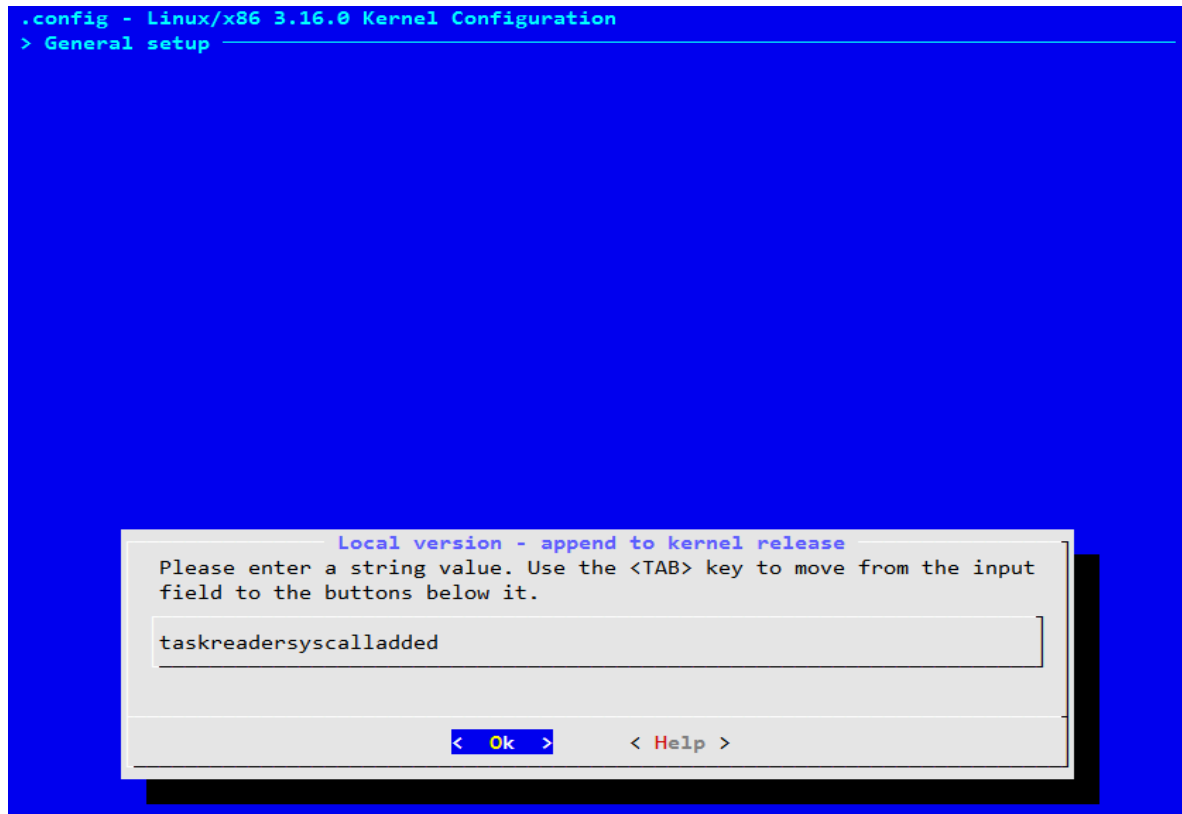 .config - Linux/x86 3.16.0 Kernel Configuration
> General setup
Local version - append to kernel release
Please enter a string value. Use the <TAB> key to move from the input
field to the buttons below it.
taskreadersyscalladded
<  Ok  >      < Help >